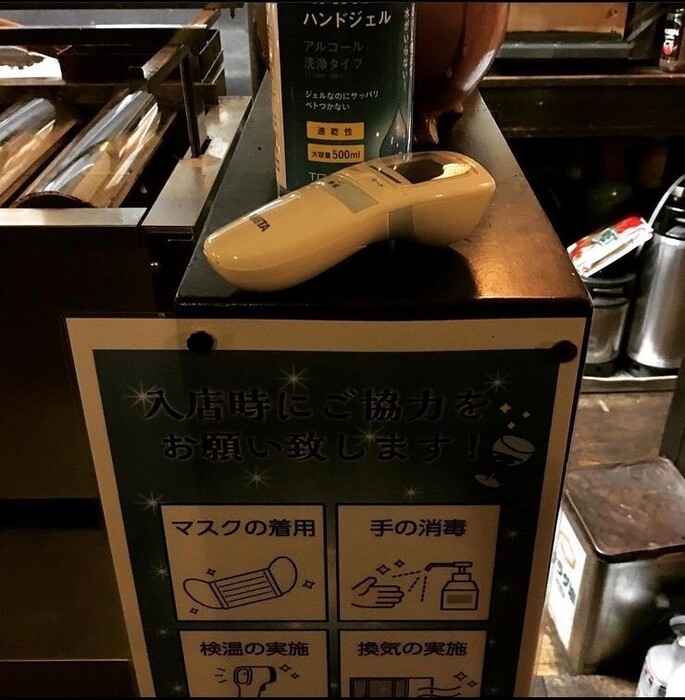 ハンドジェル
アルコール
洗浄タイプ
ジェルなのにサッパリ
ベトつかない
速乾性
大容量500ml
入店時にご協力を
お願い致します!
マスクの着用
手の消毒
検温の実施
換気の実施